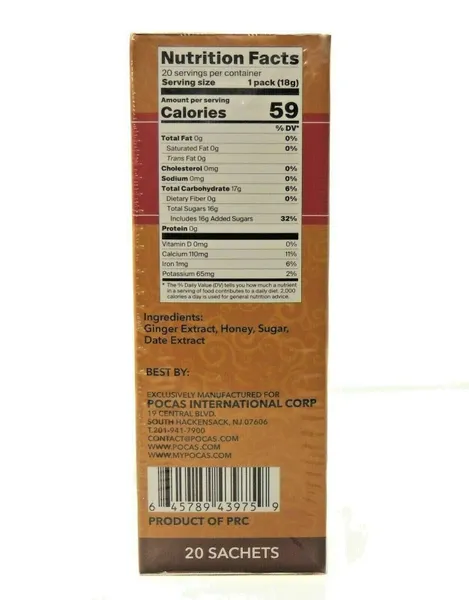 Nutrition Facts
20 servings per container
Serving size 1 pack (18g)
Amount per serving
Calories 59
% DV*
Total Fat 0g 0%
Saturated Fat 0g 0%
Trans Fat 0g
Cholesterol 0mg 0%
Sodium 0mg 0%
Total Carbohydrate 17g 6%
Dietary Fiber 0g 0%
Total Sugars 16g
Includes 16g Added Sugars 32%
Protein 0g
Vitamin D 0mg 0%
Calcium 110mg 11%
Iron 1mg 6%
Potassium 65mg 2%
* The % Daily Value (DV) tells you how much a nutrient
in a serving of food contributes to a daily diet. 2,000
calories a day is used for general nutrition advice.
Ingredients:
Ginger Extract, Honey, Sugar,
Date Extract
BEST BY:
EXCLUSIVELY MANUFACTURED FOR
POCAS INTERNATIONAL CORP
19 CENTRAL BLVD.
SOUTH HACKENSACK, NJ 07606
T.201-941-7900
CONTACT@POCAS.COM
WWW.POCAS.COM
WWW.MYPOCAS.COM
6 45789 43975 9
PRODUCT OF PRC
20 SACHETS